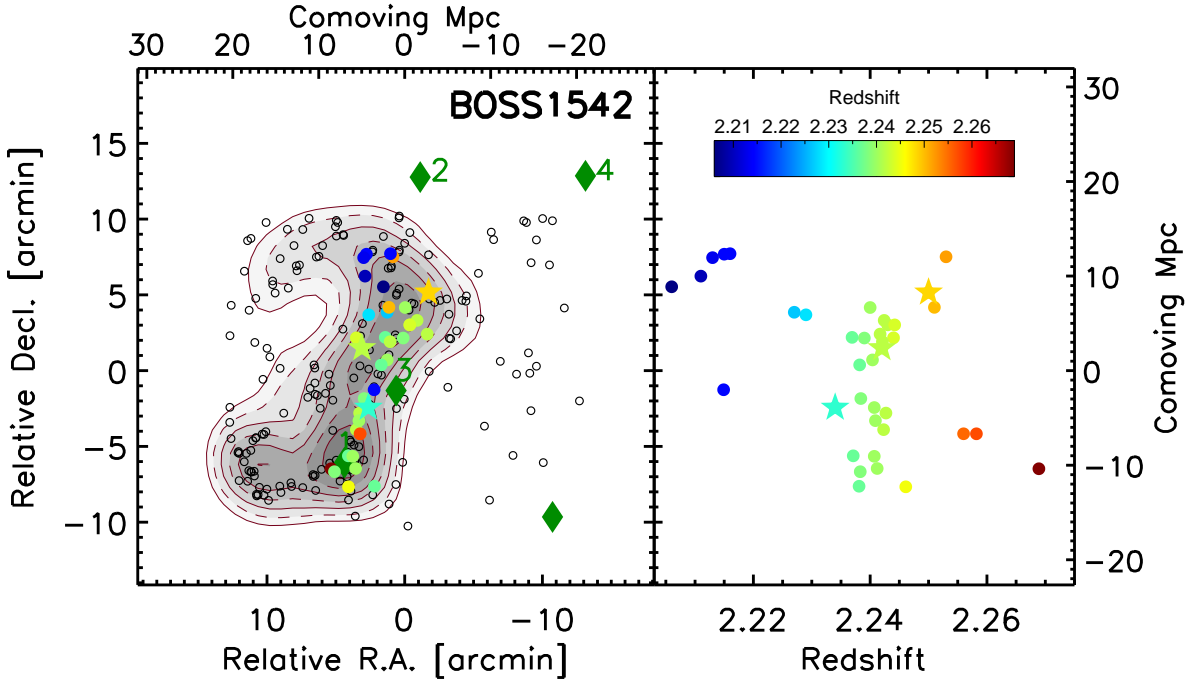 Comoving Mpc
30 20 10 0 −10 −20
BOSS1542
Redshift
2.21 2.22 2.23 2.24 2.25 2.26
15
10
5
0
−5
−10
Relative Decl. [arcmin]
2
4
3
1
30
20
10
0
−10
−20
Comoving Mpc
10 0 −10
2.22 2.24 2.26
Relative R.A. [arcmin]
Redshift